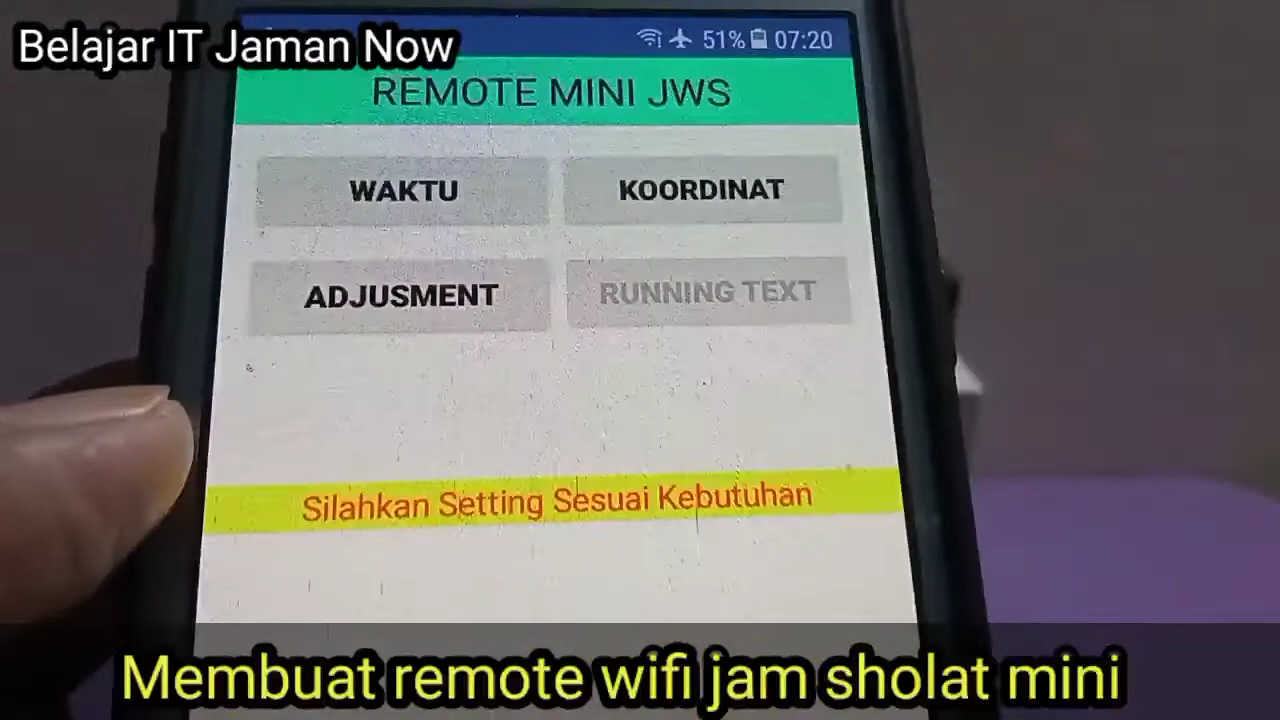 Belajar IT Jaman Now
51% 07:20
REMOTE MINI JWS
WAKTU
KOORDINAT
ADJUSMENT
RUNNING TEXT
Silahkan Setting Sesuai Kebutuhan
Membuat remote wifi jam sholat mini